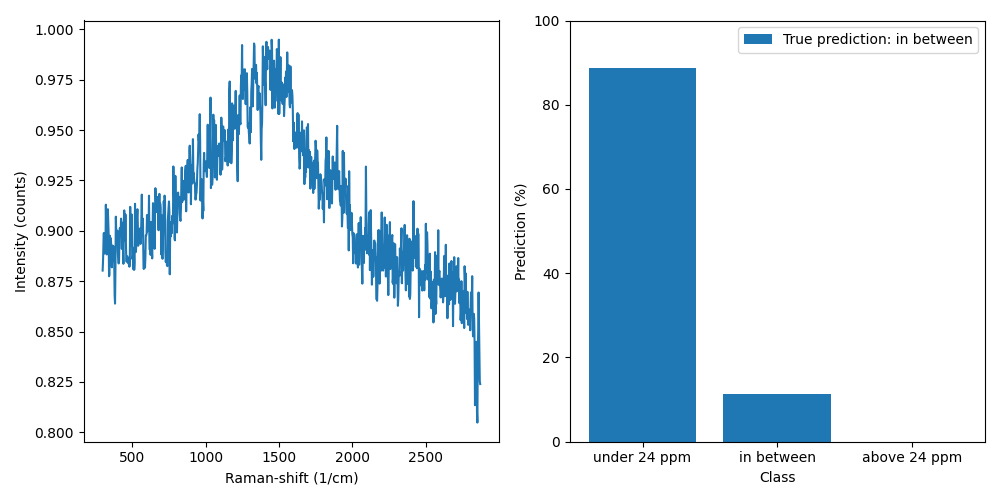 1.000
0.975
0.950
0.925
0.900
0.875
0.850
0.825
0.800
Intensity (counts)
500 1000 1500 2000 2500
Raman-shift (1/cm)
100
80
60
40
20
0
Prediction (%)
True prediction: in between
under 24 ppm in between above 24 ppm
Class